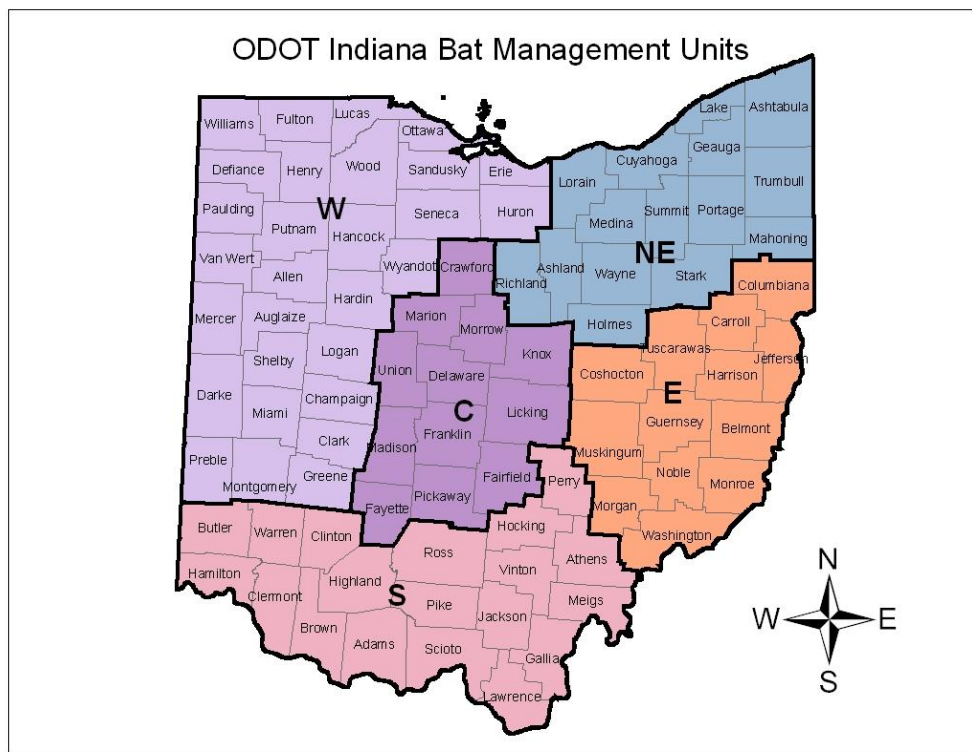 ODOT Indiana Bat Management Units
Williams
Fulton
Lucas
Ottawa
Defiance
Henry
Wood
Sandusky
Erie
Paulding
W
Putnam
Hancock
Seneca
Huron
Van Wert
Allen
Wyandot
Hardin
Mercer
Auglaize
Logan
Shelby
Darke
Champaign
Miami
Clark
Preble
Montgomery
Greene
Lake
Ashtabula
Geauga
Cuyahoga
Lorain
Trumbull
Medina
Summit
Portage
Mahoning
NE
Ashland
Wayne
Stark
Richland
Holmes
Crawford
Marion
Morrow
Knox
Union
Delaware
C
Licking
Madison
Franklin
Fairfield
Pickaway
Fayette
Columbiana
Carroll
Tuscarawas
Jefferson
Coshocton
Harrison
E
Guernsey
Belmont
Muskingum
Noble
Monroe
Morgan
Washington
Perry
Hocking
Butler
Warren
Clinton
Ross
Athens
Vinton
Hamilton
Highland
Clermont
S
Pike
Jackson
Meigs
Brown
Adams
Scioto
Gallia
Lawrence
N
W
E
S